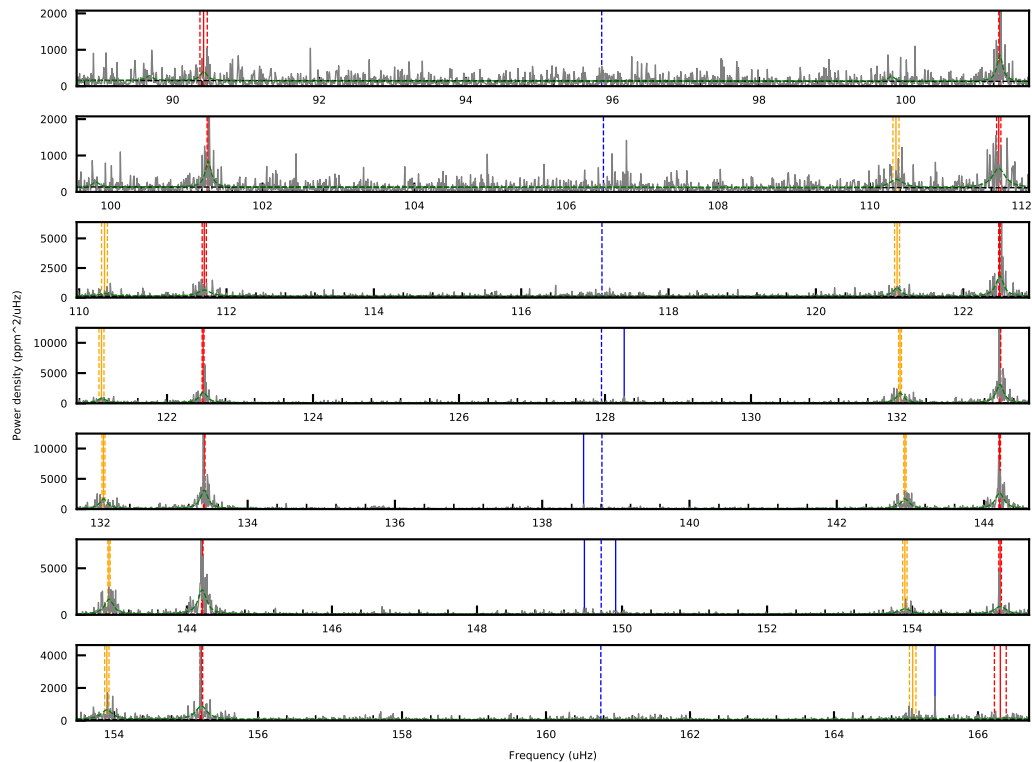 2000
1000
0
90 92 94 96 98 100
2000
1000
0
100 102 104 106 108 110 112
5000
2500
0
110 112 114 116 118 120 122
10000
5000
0
122 124 126 128 130 132
Power density (ppm^2/uHz)
10000
5000
0
132 134 136 138 140 142 144
5000
0
144 146 148 150 152 154
4000
2000
0
154 156 158 160 162 164 166
Frequency (uHz)